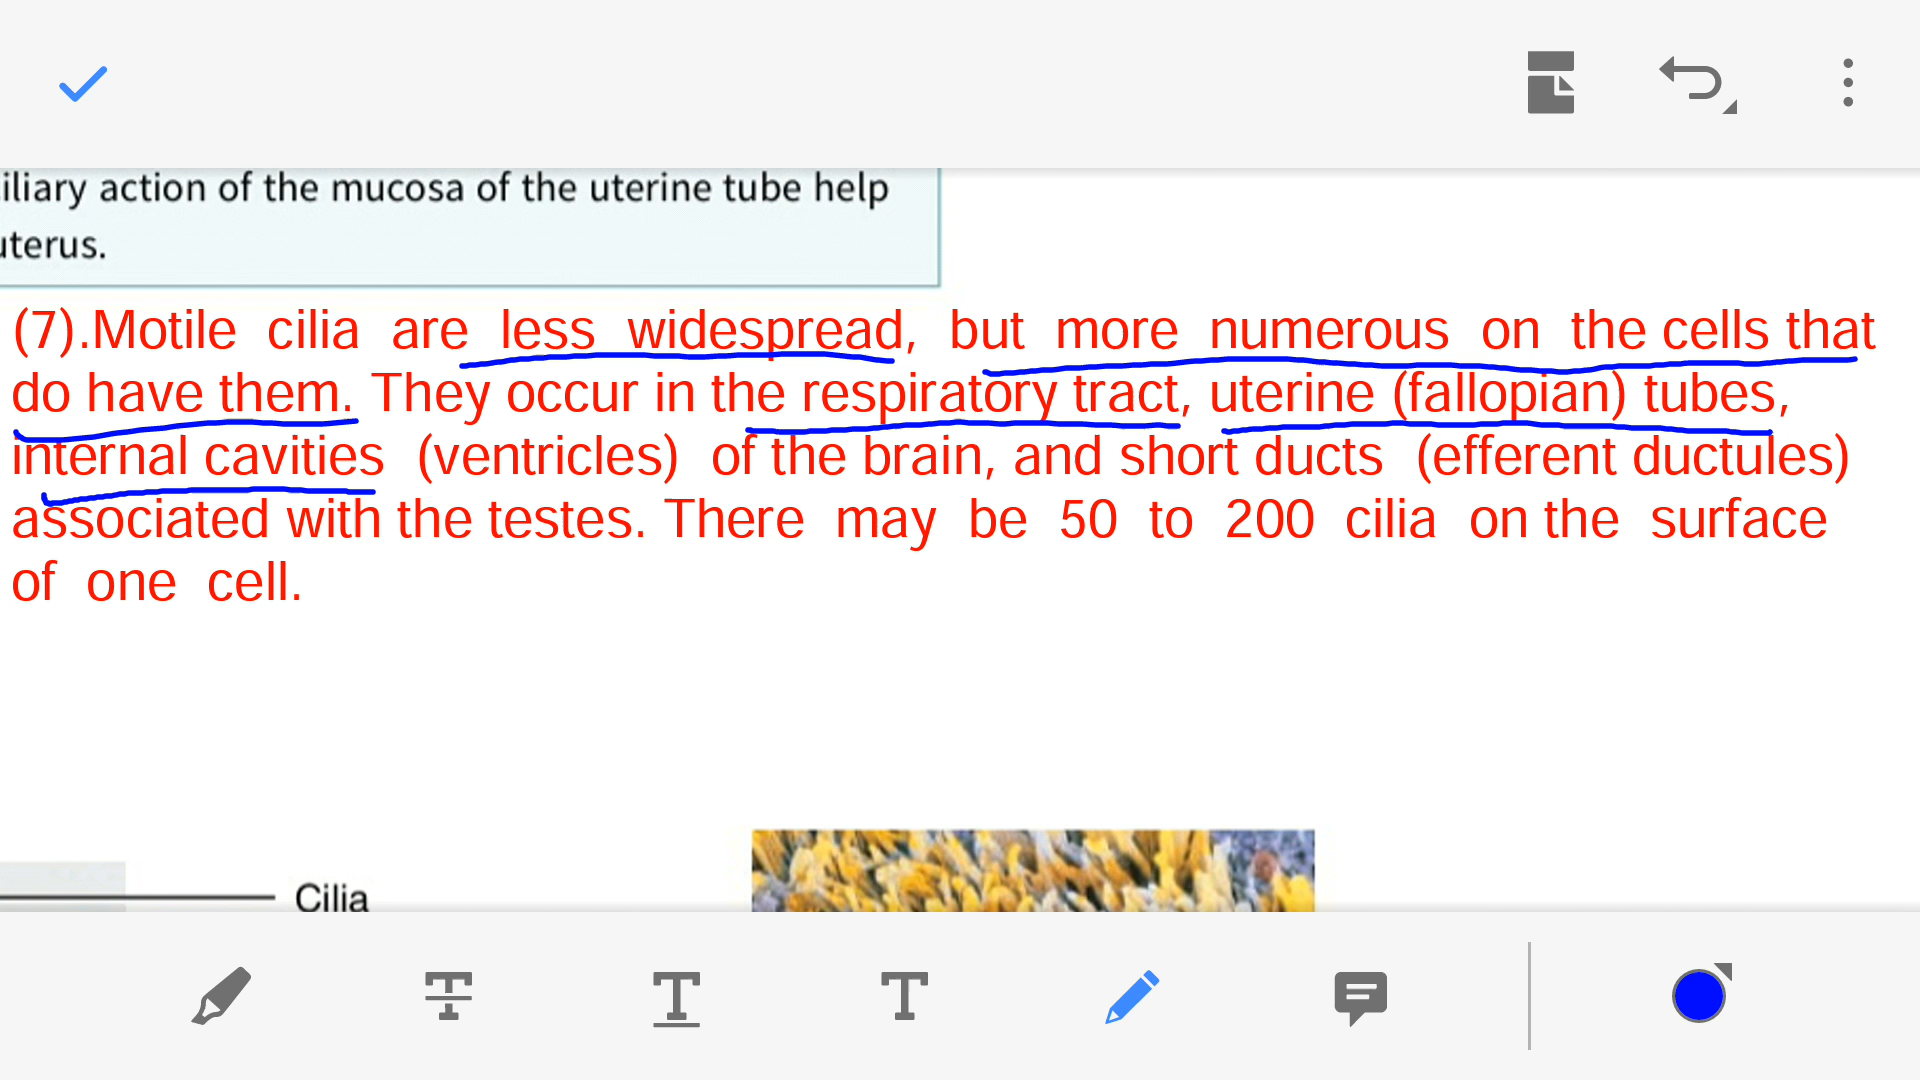 iliary action of the mucosa of the uterine tube help
uterus.
(7).Motile cilia are less widespread, but more numerous on the cells that
do have them. They occur in the respiratory tract, uterine (fallopian) tubes,
internal cavities (ventricles) of the brain, and short ducts (efferent ductules)
associated with the testes. There may be 50 to 200 cilia on the surface
of one cell.
Cilia